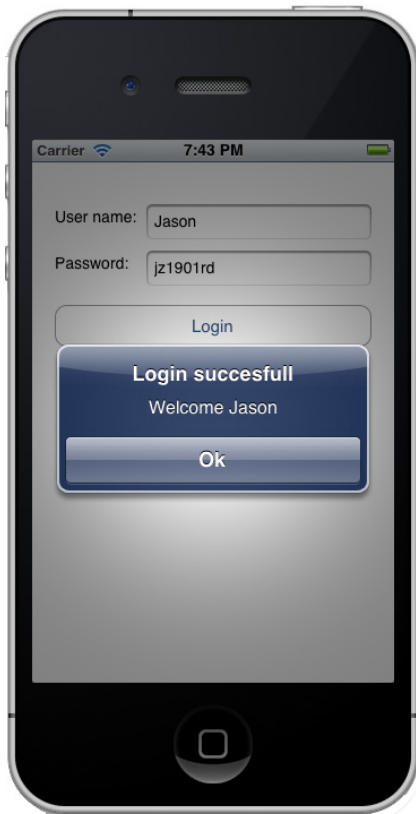 Carrier 7:43 PM
User name: Jason
Password: jz1901rd
Login
Login succesfull
Welcome Jason
Ok